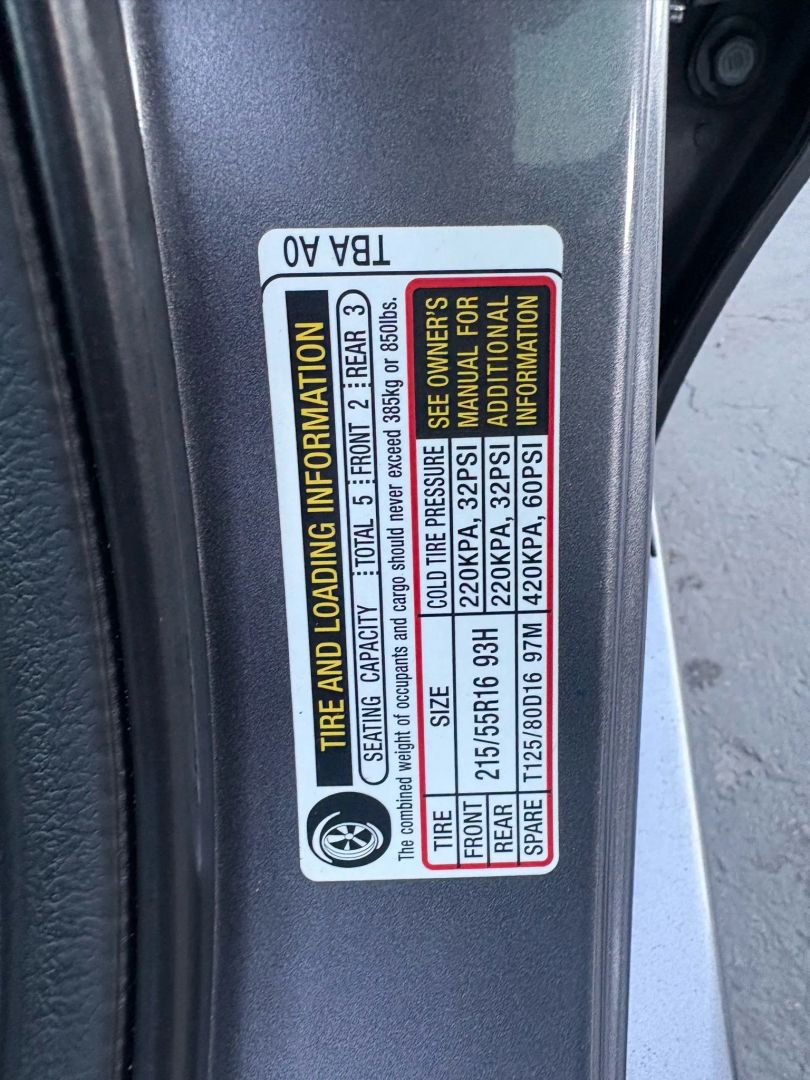 TBA A0
TIRE AND LOADING INFORMATION
SEATING CAPACITY TOTAL 5 FRONT 2 REAR 3
The combined weight of occupants and cargo should never exceed 385kg or 850lbs.
TIRE SIZE COLD TIRE PRESSURE
FRONT 215/55R16 93H 220KPA, 32PSI
REAR 220KPA, 32PSI
SPARE T125/80D16 97M 420KPA, 60PSI
SEE OWNER'S
MANUAL FOR
ADDITIONAL
INFORMATION